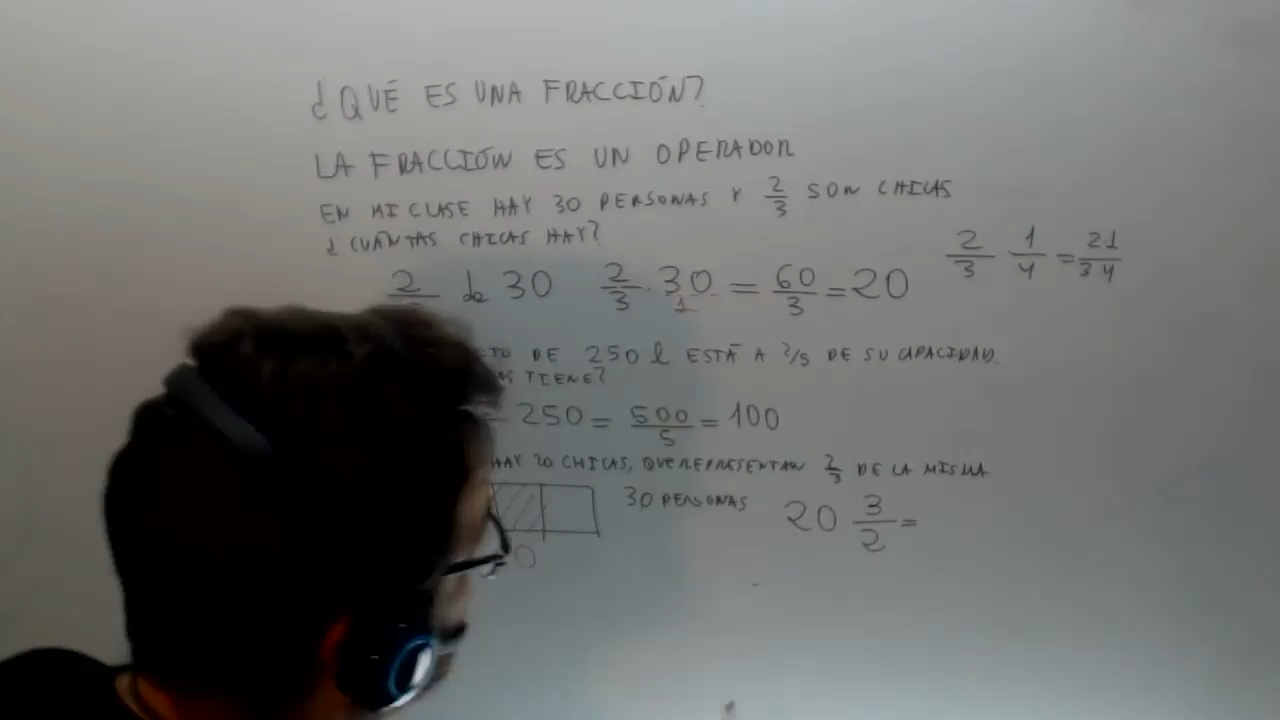 ¿QUÉ ES UNA FRACCIÓN?
LA FRACCIÓN ES UN OPERADOR
EN MI CLASE HAY 30 PERSONAS Y 2/3 SON CHICAS
¿CUÁNTAS CHICAS HAY?
2/ de 30 2/3 · 30/1 = 60/3 = 20
2/3 1/4 = 21/34
DE 250 l ESTÁ A 2/5 DE SU CAPACIDAD.
TIENE?
250 = 500/5 = 100
HAY 20 CHICAS, QUE REPRESENTAN 2/3 DE LA MISMA
30 PERSONAS 20 3/2 =